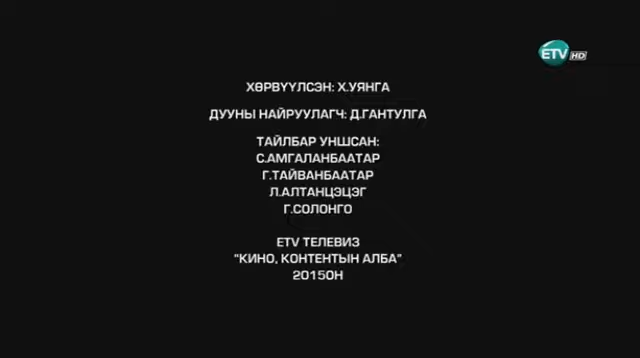 ETV HD
ХӨРВҮҮЛСЭН: Х.УЯНГА
ДУУНЫ НАЙРУУЛАГЧ: Д.ГАНТУЛГА
ТАЙЛБАР УНШСАН:
С.АМГАЛАНБААТАР
Г.ТАЙВАНБААТАР
Л.АЛТАНЦЭЦЭГ
Г.СОЛОНГО
ETV ТЕЛЕВИЗ
"КИНО, КОНТЕНТЫН АЛБА"
2015ОН